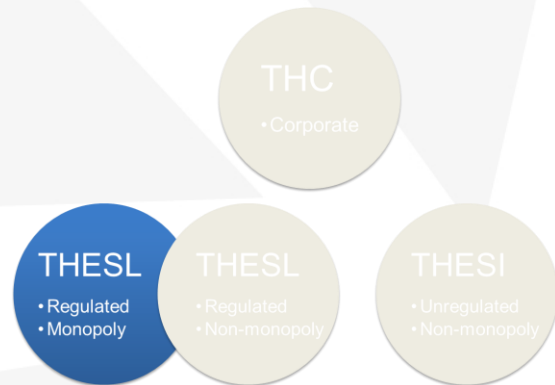 THC
• Corporate
THESL
• Regulated
• Monopoly
THESL
• Regulated
• Non-monopoly
THESI
• Unregulated
• Non-monopoly